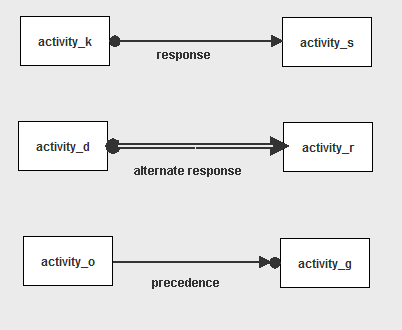 activity_k
activity_s
response
activity_d
activity_r
alternate response
activity_o
activity_g
precedence